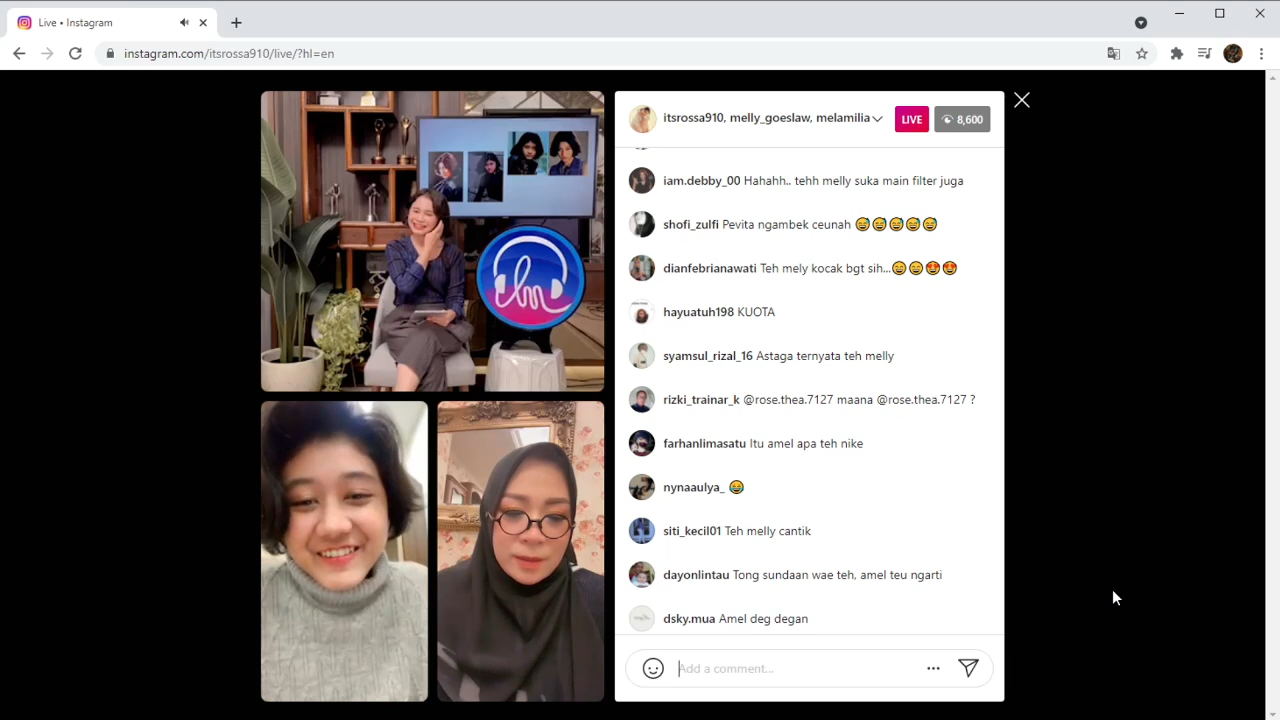 Live • Instagram
instagram.com/itsrossa910/live/?hl=en
lm
itsrossa910, melly_goeslaw, melamilia
LIVE
8,600
iam.debby_00 Hahahh.. tehh melly suka main filter juga
shofi_zulfi Pevita ngambek ceunah 😅😅😅😅😅
dianfebrianawati Teh mely kocak bgt sih...😄😄😍😍
hayuatuh198 KUOTA
syamsul_rizal_16 Astaga ternyata teh melly
rizki_trainar_k @rose.thea.7127 maana @rose.thea.7127 ?
farhanlimasatu Itu amel apa teh nike
nynaaulya_ 😂
siti_kecil01 Teh melly cantik
dayonlintau Tong sundaan wae teh, amel teu ngarti
dsky.mua Amel deg degan
Add a comment...